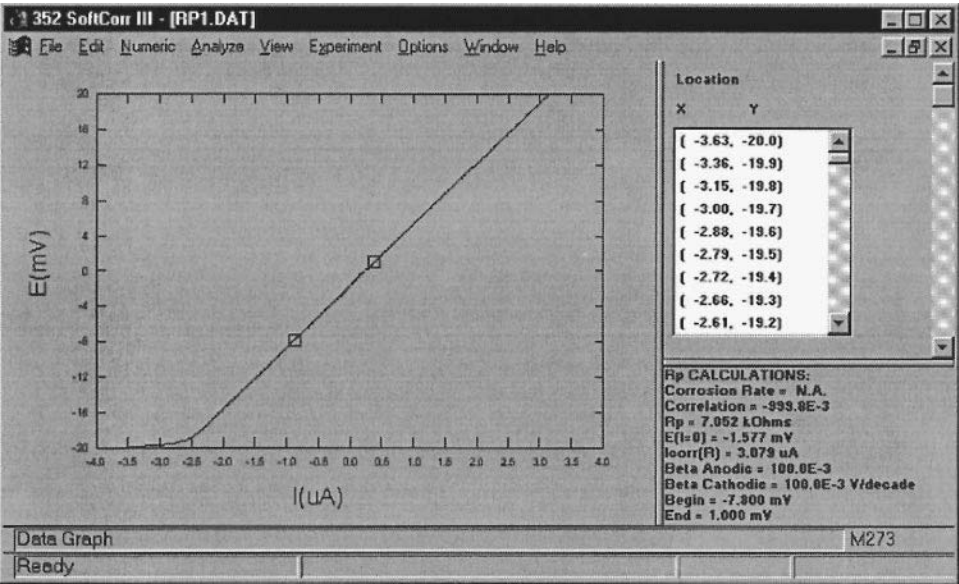 352 SoftCorr III - [RP1.DAT]
File Edit Numeric Analyze View Experiment Options Window Help
Location
X Y
( -3.63, -20.0)
( -3.36, -19.9)
( -3.15, -19.8)
( -3.00, -19.7)
( -2.88, -19.6)
( -2.79, -19.5)
( -2.72, -19.4)
( -2.66, -19.3)
( -2.61, -19.2)
20
16
12
8
4
0
-4
-8
-12
-16
-20
E(mV)
-4.0 -3.5 -3.0 -2.5 -2.0 -1.5 -1.0 -0.5 0.0 0.5 1.0 1.5 2.0 2.5 3.0 3.5 4.0
I(uA)
Rp CALCULATIONS:
Corrosion Rate = N.A.
Correlation = -999.8E-3
Rp = 7.052 kOhms
E(I=0) = -1.577 mV
Icorr(R) = 3.079 uA
Beta Anodic = 100.0E-3
Beta Cathodic = 100.0E-3 V/decade
Begin = -7.800 mV
End = 1.000 mV
Data Graph M273
Ready